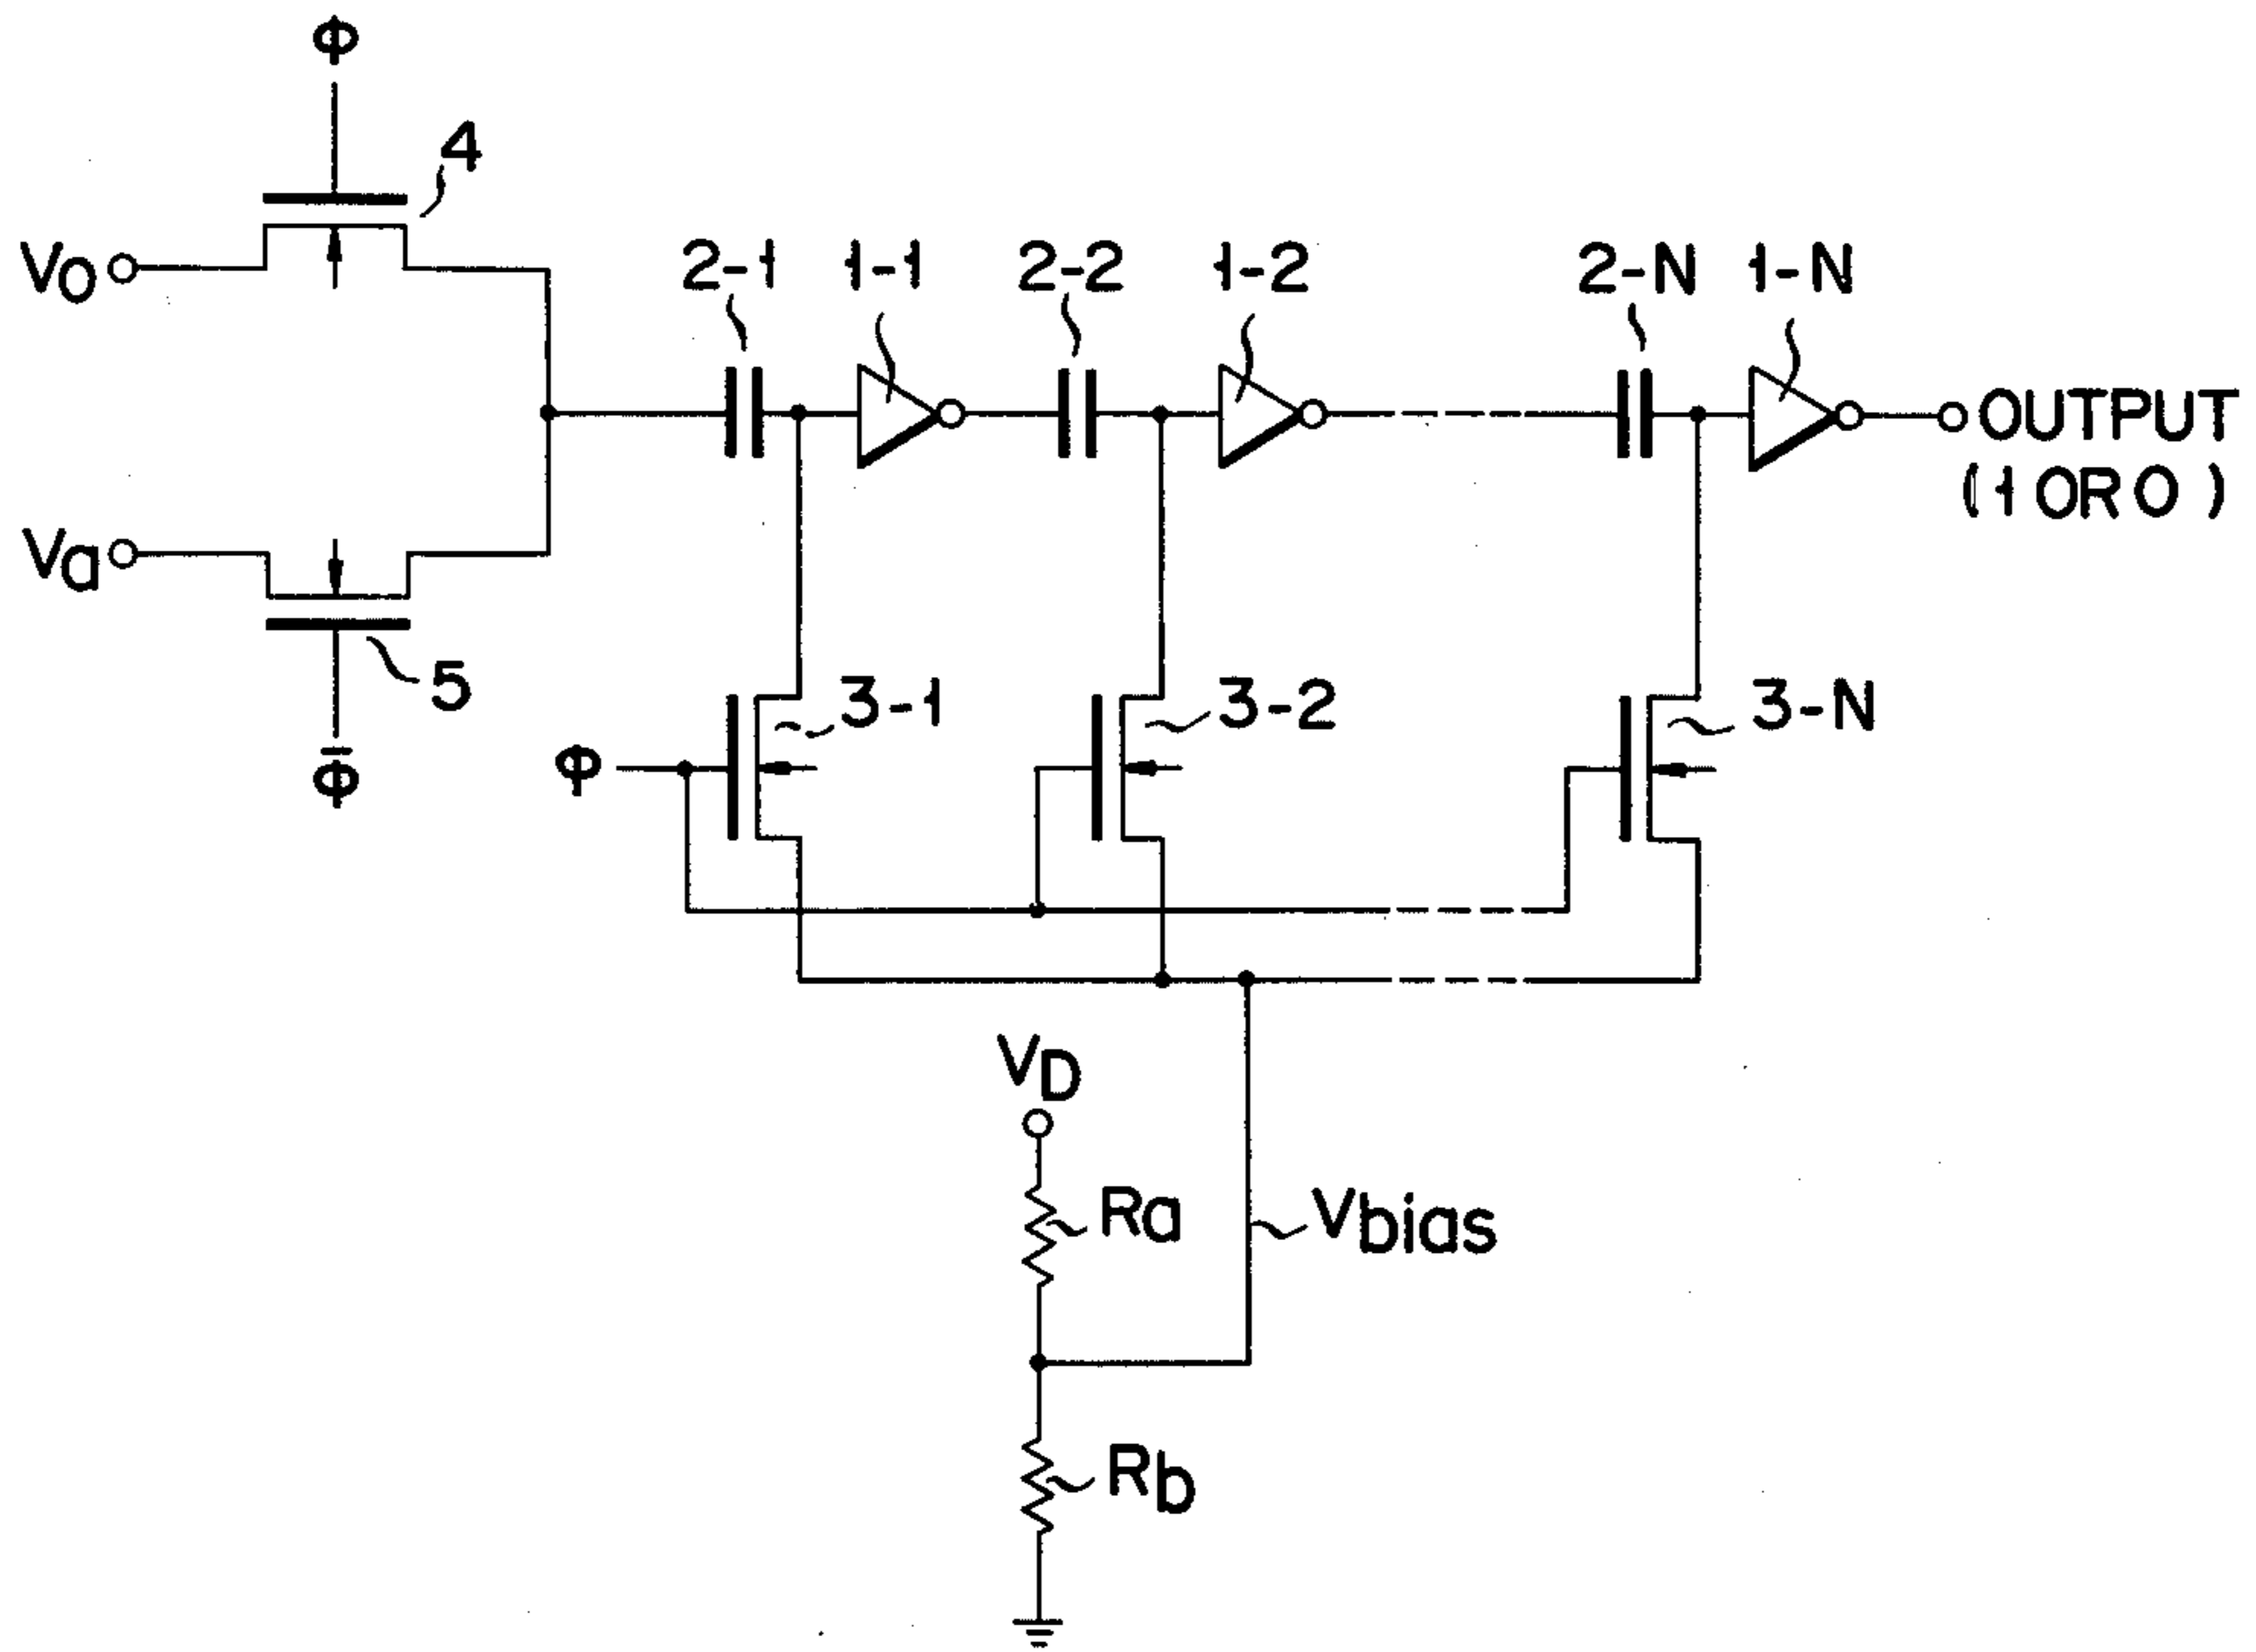 Φ
4
VO
2-1 1-1 2-2 1-2 2-N 1-N
OUTPUT
(1 OR 0)
Va
5
Φ̄
3-1 3-2 3-N
Φ
VD
Ra
Vbias
Rb